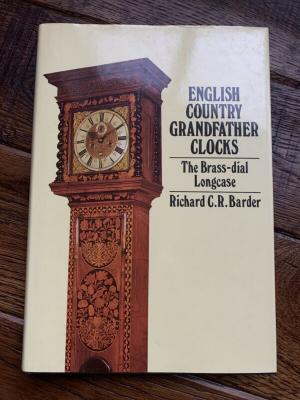 ENGLISH
COUNTRY
GRANDFATHER
CLOCKS
The Brass-dial
Longcase
Richard C.R. Barder